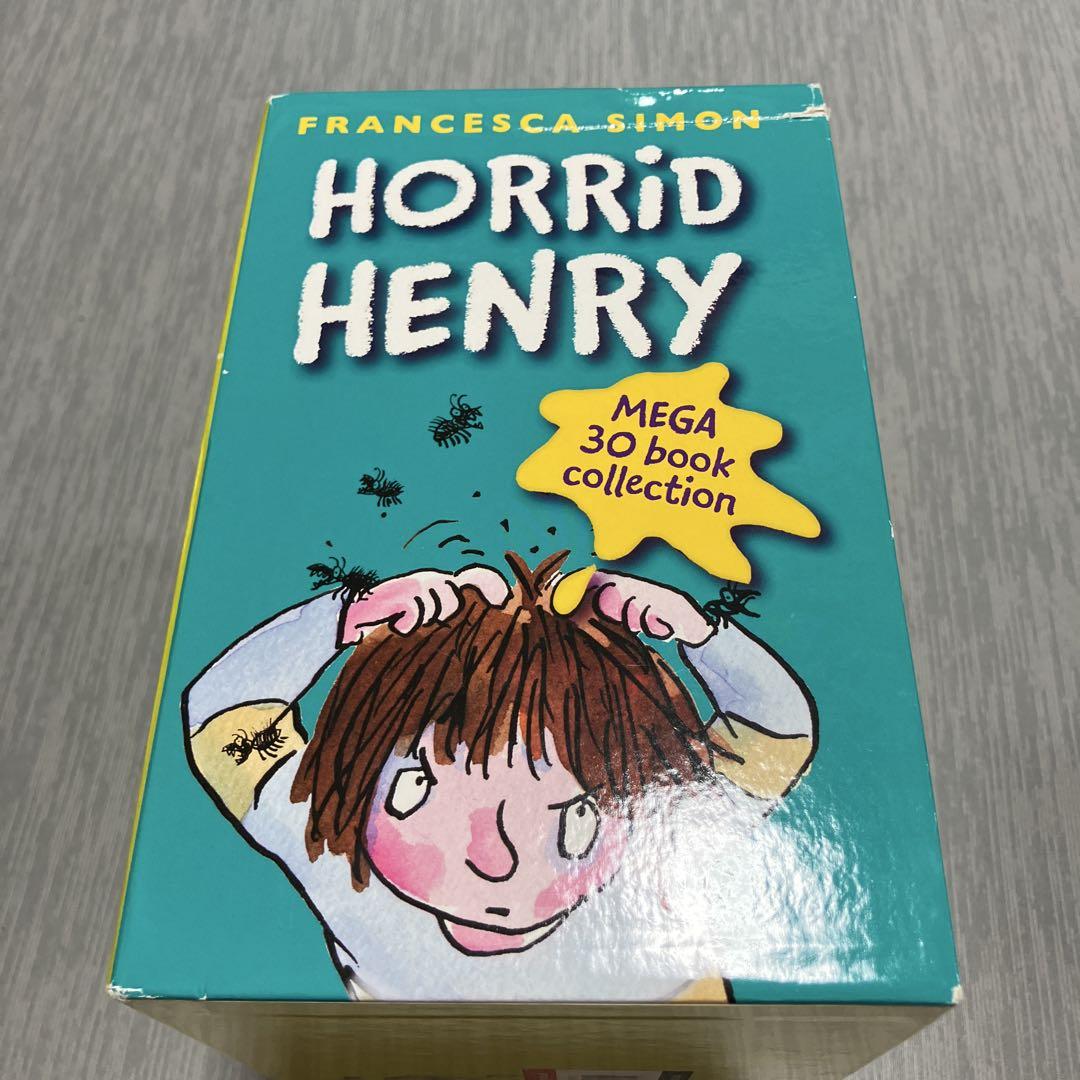 FRANCESCA SIMON
HORRiD
HENRY
MEGA
30 book
collection